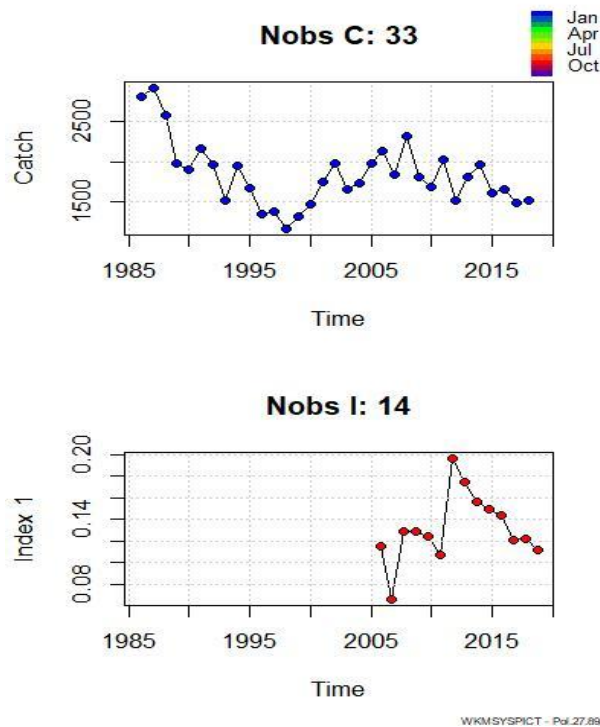 Nobs C: 33
Jan
Apr
Jul
Oct
Catch
2500
1500
1985
1995
2005
2015
Time
Nobs I: 14
Index 1
0.20
0.14
0.08
1985
1995
2005
2015
Time
WKMSYSPICT - Pol.27.89